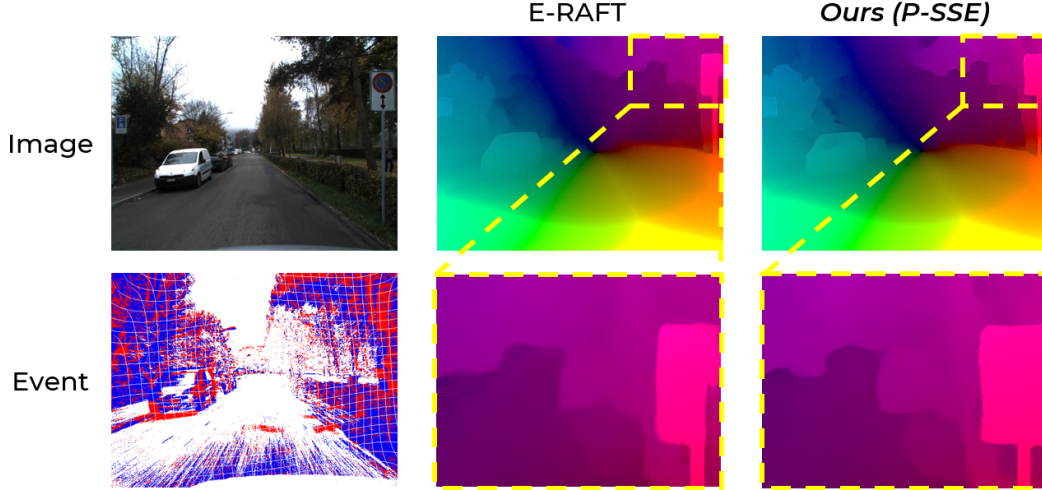 E-RAFT
Ours (P-SSE)
Image
H
Event